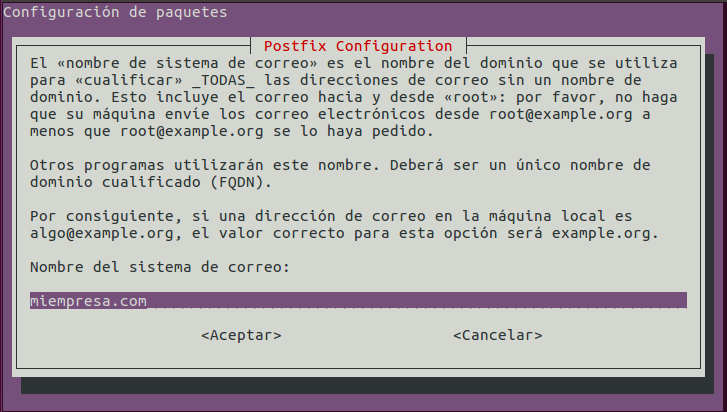 Configuración de paquetes
Postfix Configuration
El «nombre de sistema de correo» es el nombre del dominio que se utiliza
para «cualificar» _TODAS_ las direcciones de correo sin un nombre de
dominio. Esto incluye el correo hacia y desde «root»: por favor, no haga
que su máquina envíe los correo electrónicos desde root@example.org a
menos que root@example.org se lo haya pedido.
Otros programas utilizarán este nombre. Deberá ser un único nombre de
dominio cualificado (FQDN).
Por consiguiente, si una dirección de correo en la máquina local es
algo@example.org, el valor correcto para esta opción será example.org.
Nombre del sistema de correo:
miempresa.com
<Aceptar> <Cancelar>